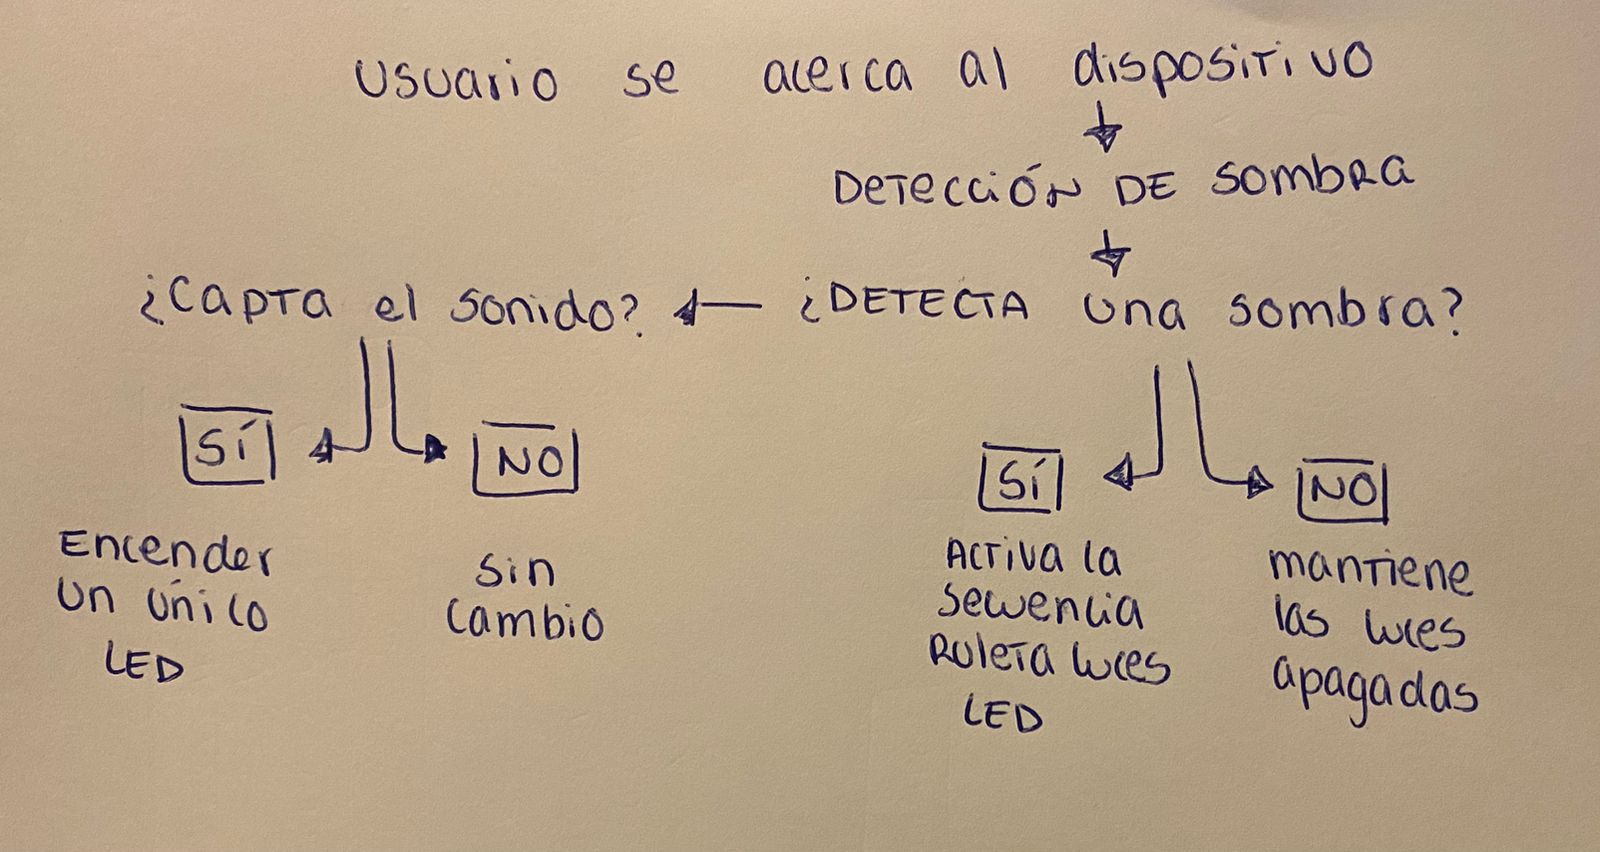 Usuario se acerca al dispositivo
Detección DE sombra
¿Capta el sonido? ¿DETECTA una sombra?
SÍ NO
Encender
un único
LED
sin
cambio
SÍ NO
Activa la
secuencia
Ruleta luces
LED
mantiene
las luces
apagadas